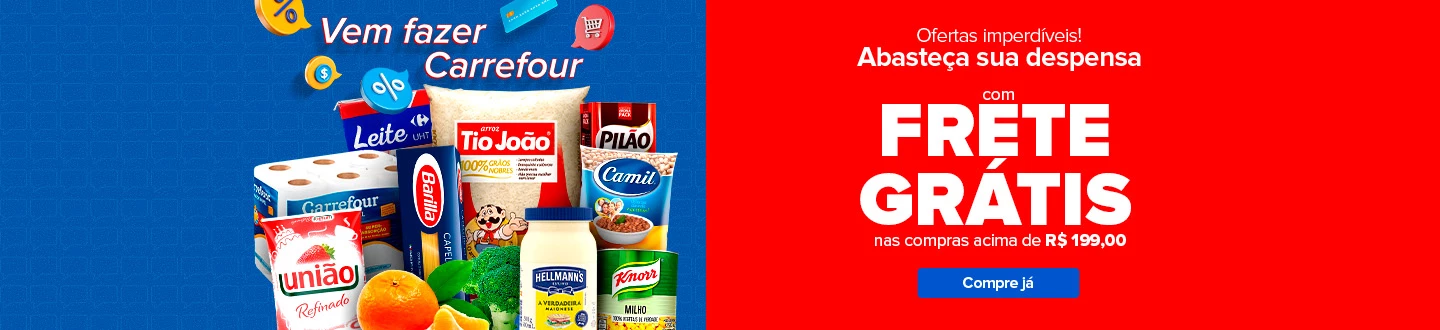 Vem fazer
Carrefour
Leite UHT
arroz
Tio João
100% GRÃOS
NOBRES
PILÃO
Camil
Carrefour
Barilla
CAPEL
união
Refinado
HELLMANN'S
A VERDADEIRA
MAIONESE
Knorr
MILHO
Ofertas imperdíveis!
Abasteça sua despensa
com
FRETE
GRÁTIS
nas compras acima de R$ 199,00
Compre já